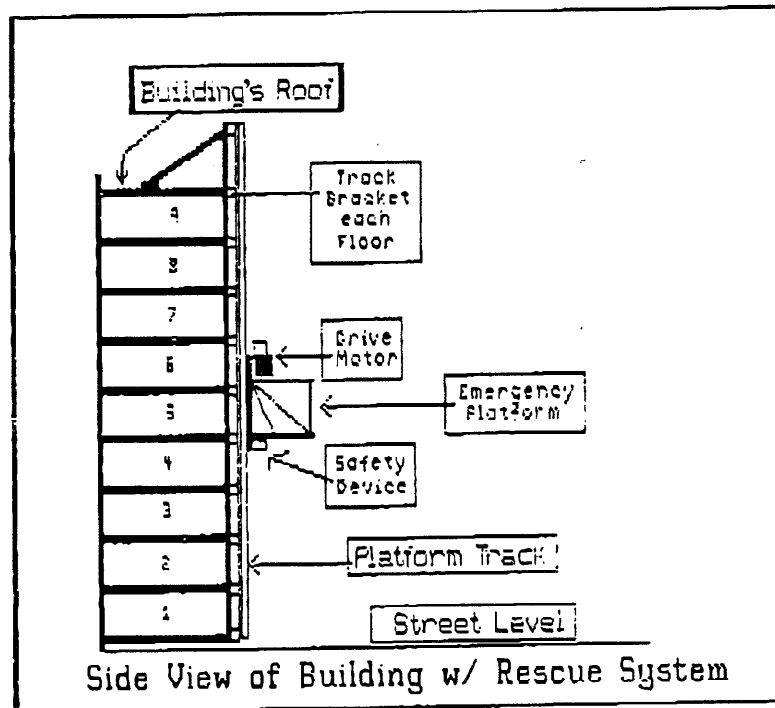 Building's Roof
Track
Bracket
each
Floor
9
8
7
Drive
Motor
6
Emergency
Platform
5
4
Safety
Device
3
Platform Track
2
1
Street Level
Side View of Building w/ Rescue System